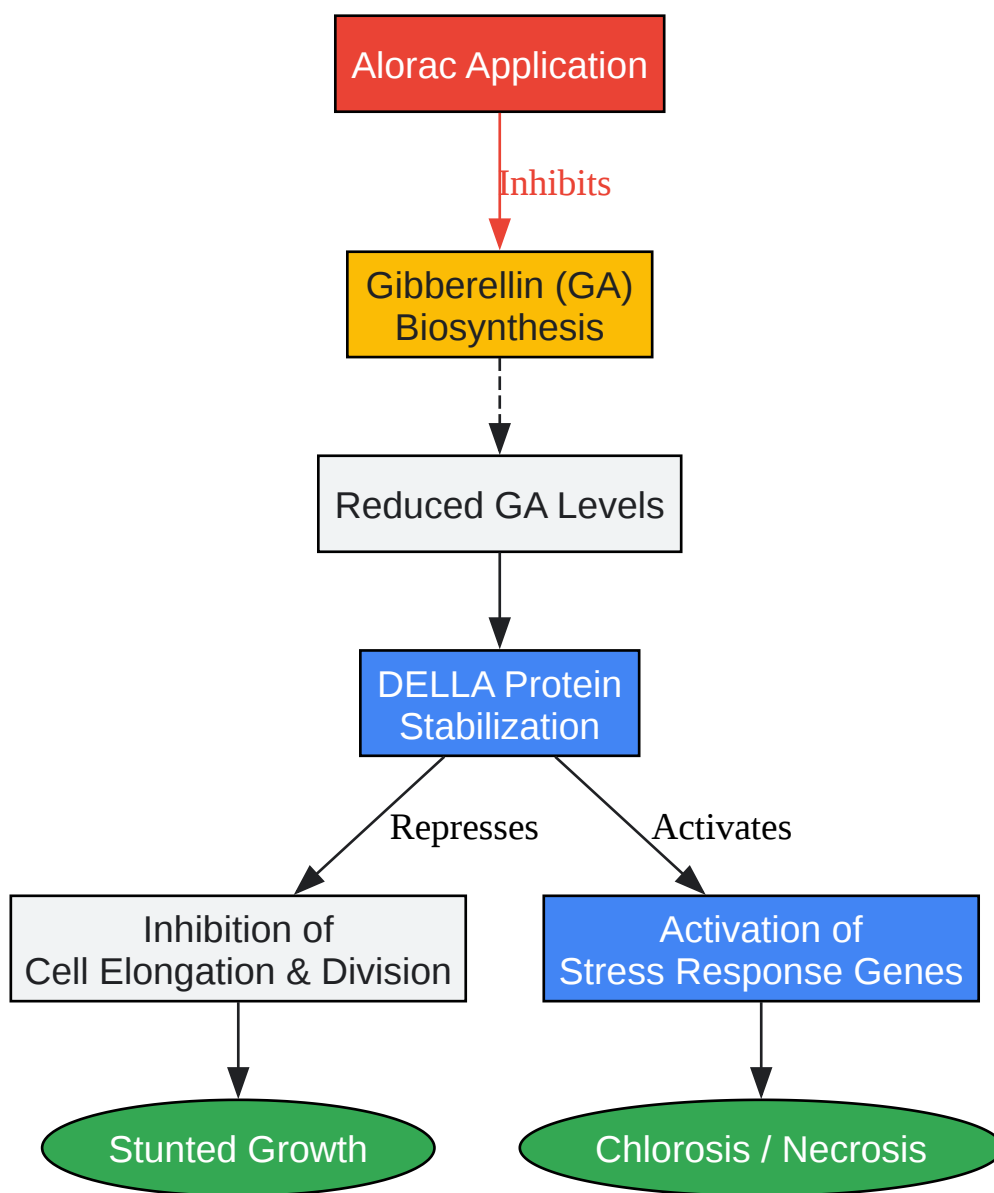 Alorac Application
Inhibits
Gibberellin (GA)
Biosynthesis
Reduced GA Levels
DELLA Protein
Stabilization
Represses
Activates
Inhibition of
Cell Elongation & Division
Activation of
Stress Response Genes
Stunted Growth
Chlorosis / Necrosis